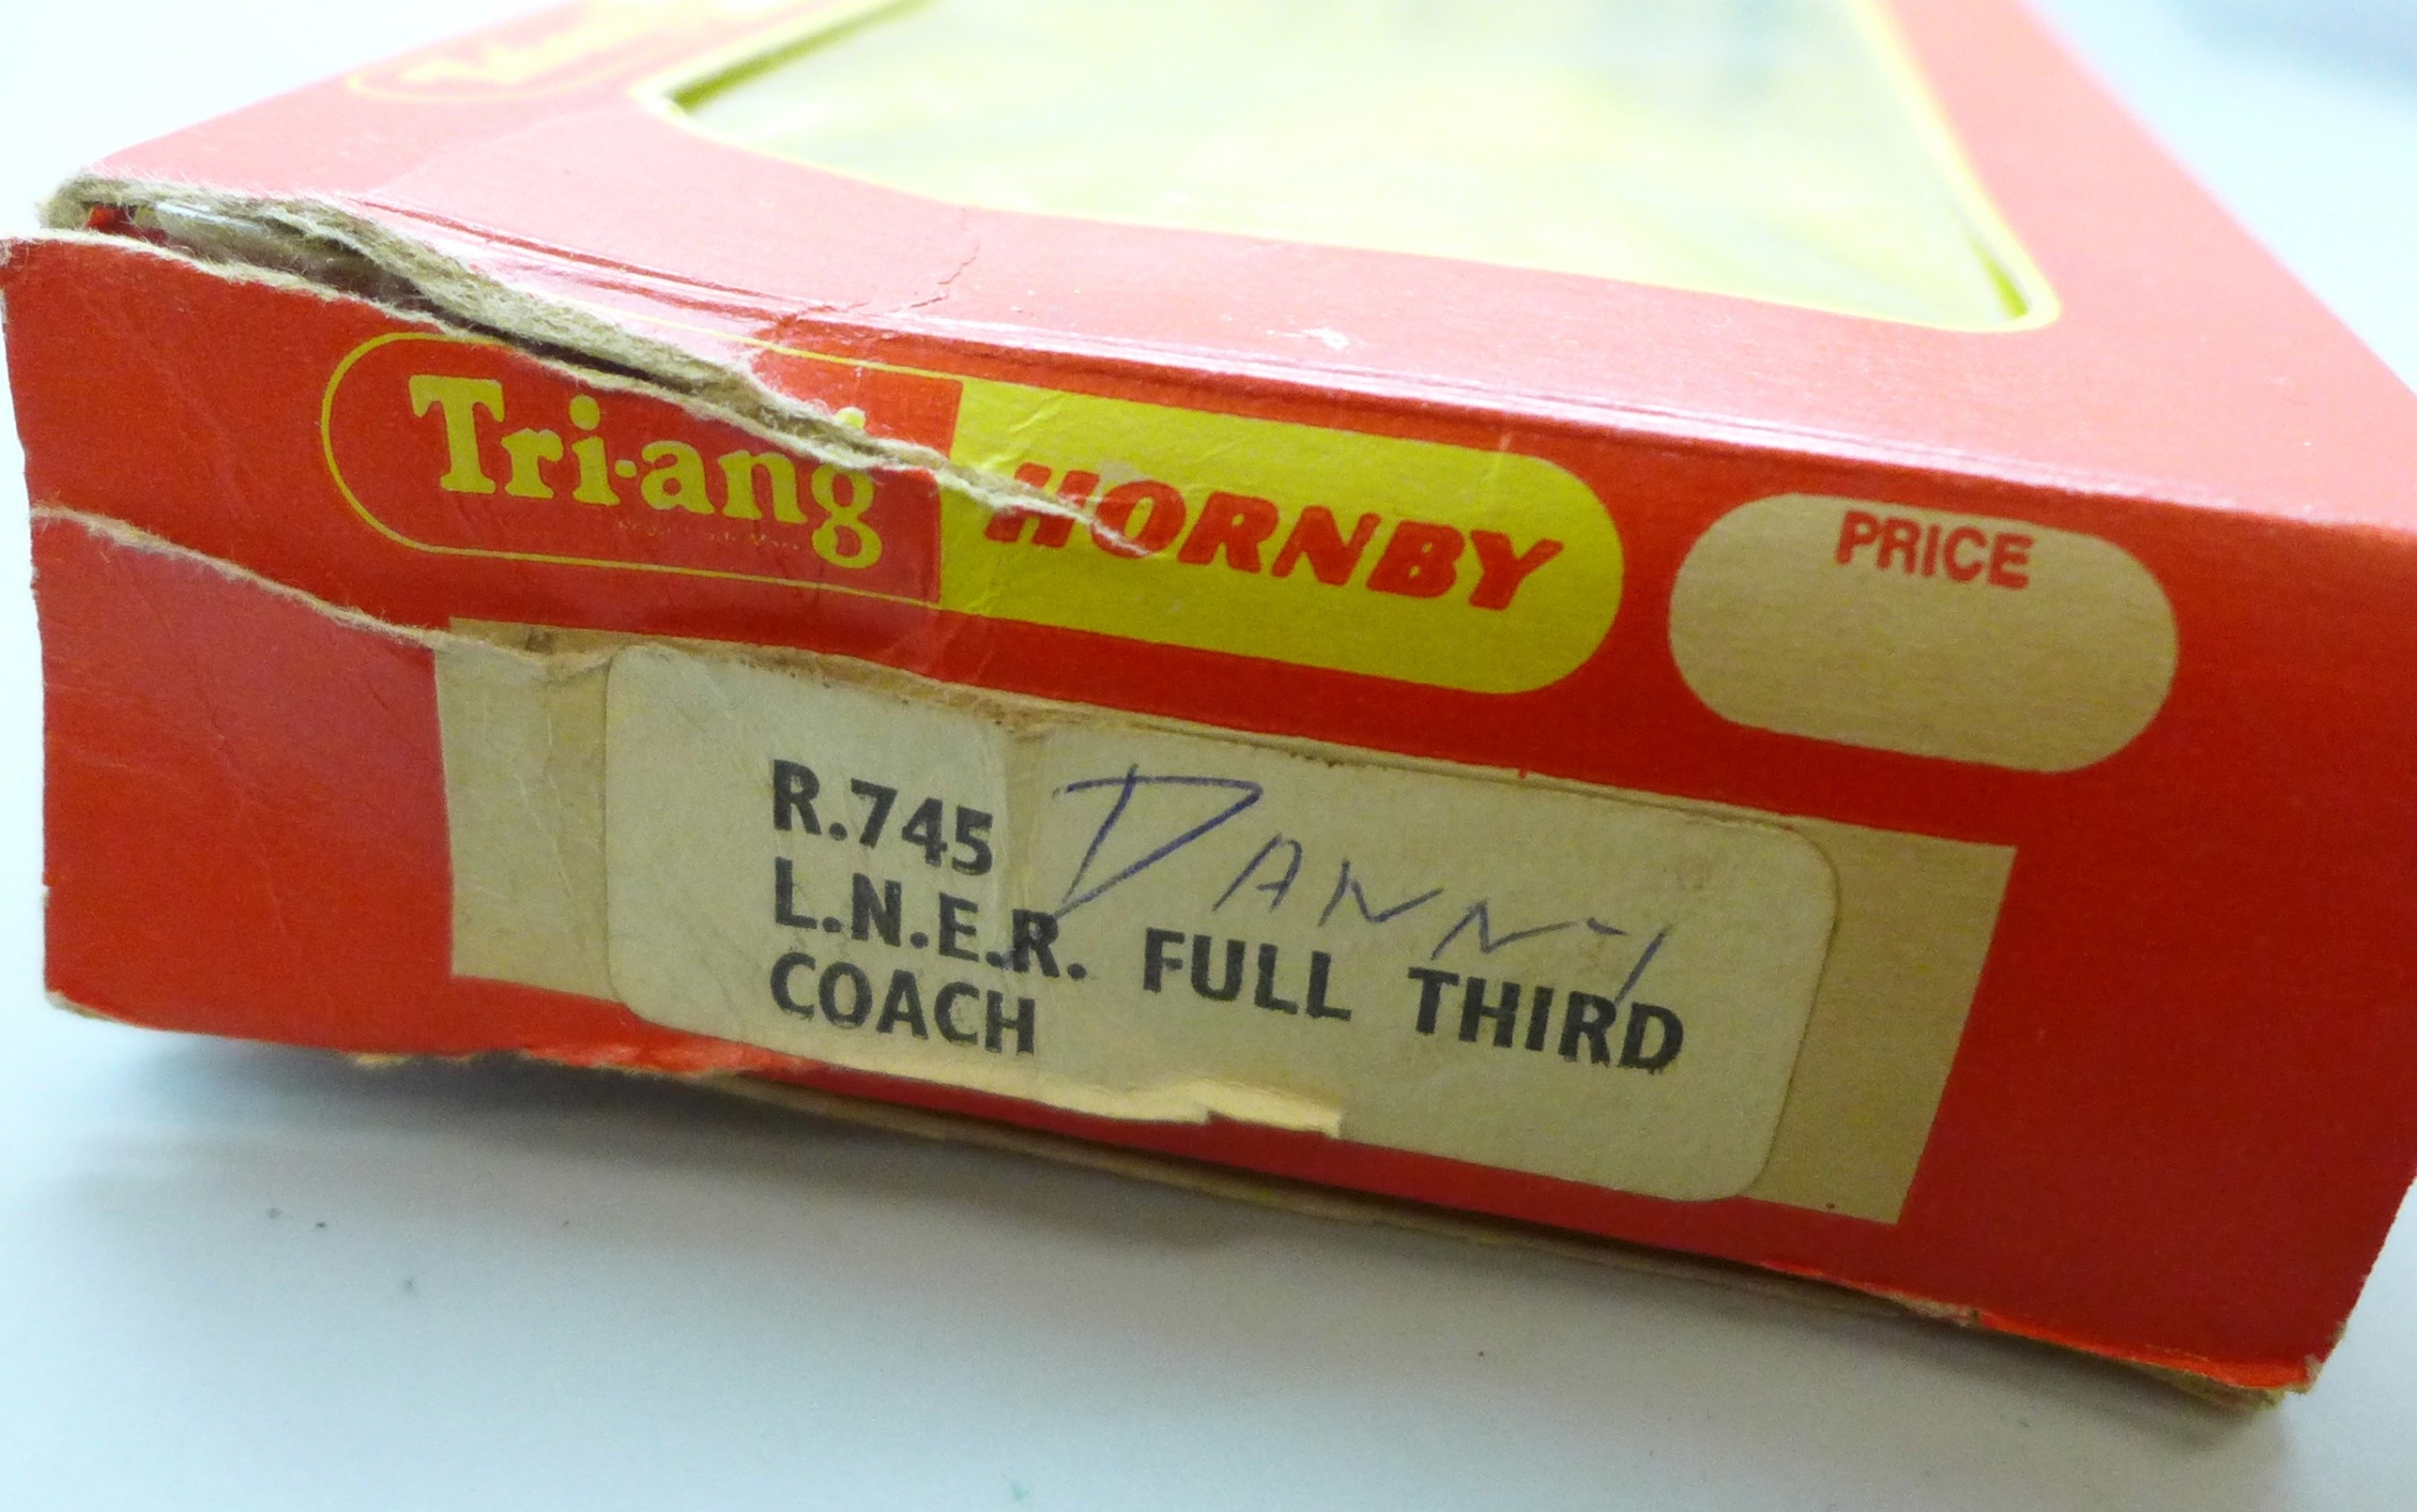 Tri-ang HORNBY
PRICE
R.745 DANNY
L.N.E.R. FULL THIRD
COACH